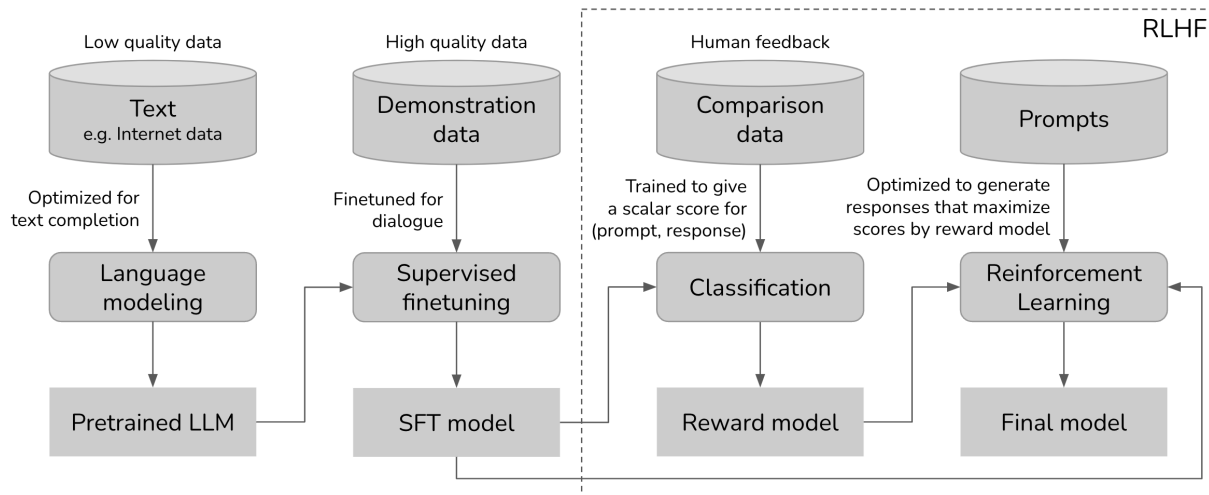 RLHF
Low quality data
High quality data
Human feedback
Text
e.g. Internet data
Demonstration
data
Comparison
data
Prompts
Optimized for
text completion
Finetuned for
dialogue
Trained to give
a scalar score for
(prompt, response)
Optimized to generate
responses that maximize
scores by reward model
Language
modeling
Supervised
finetuning
Classification
Reinforcement
Learning
Pretrained LLM
SFT model
Reward model
Final model